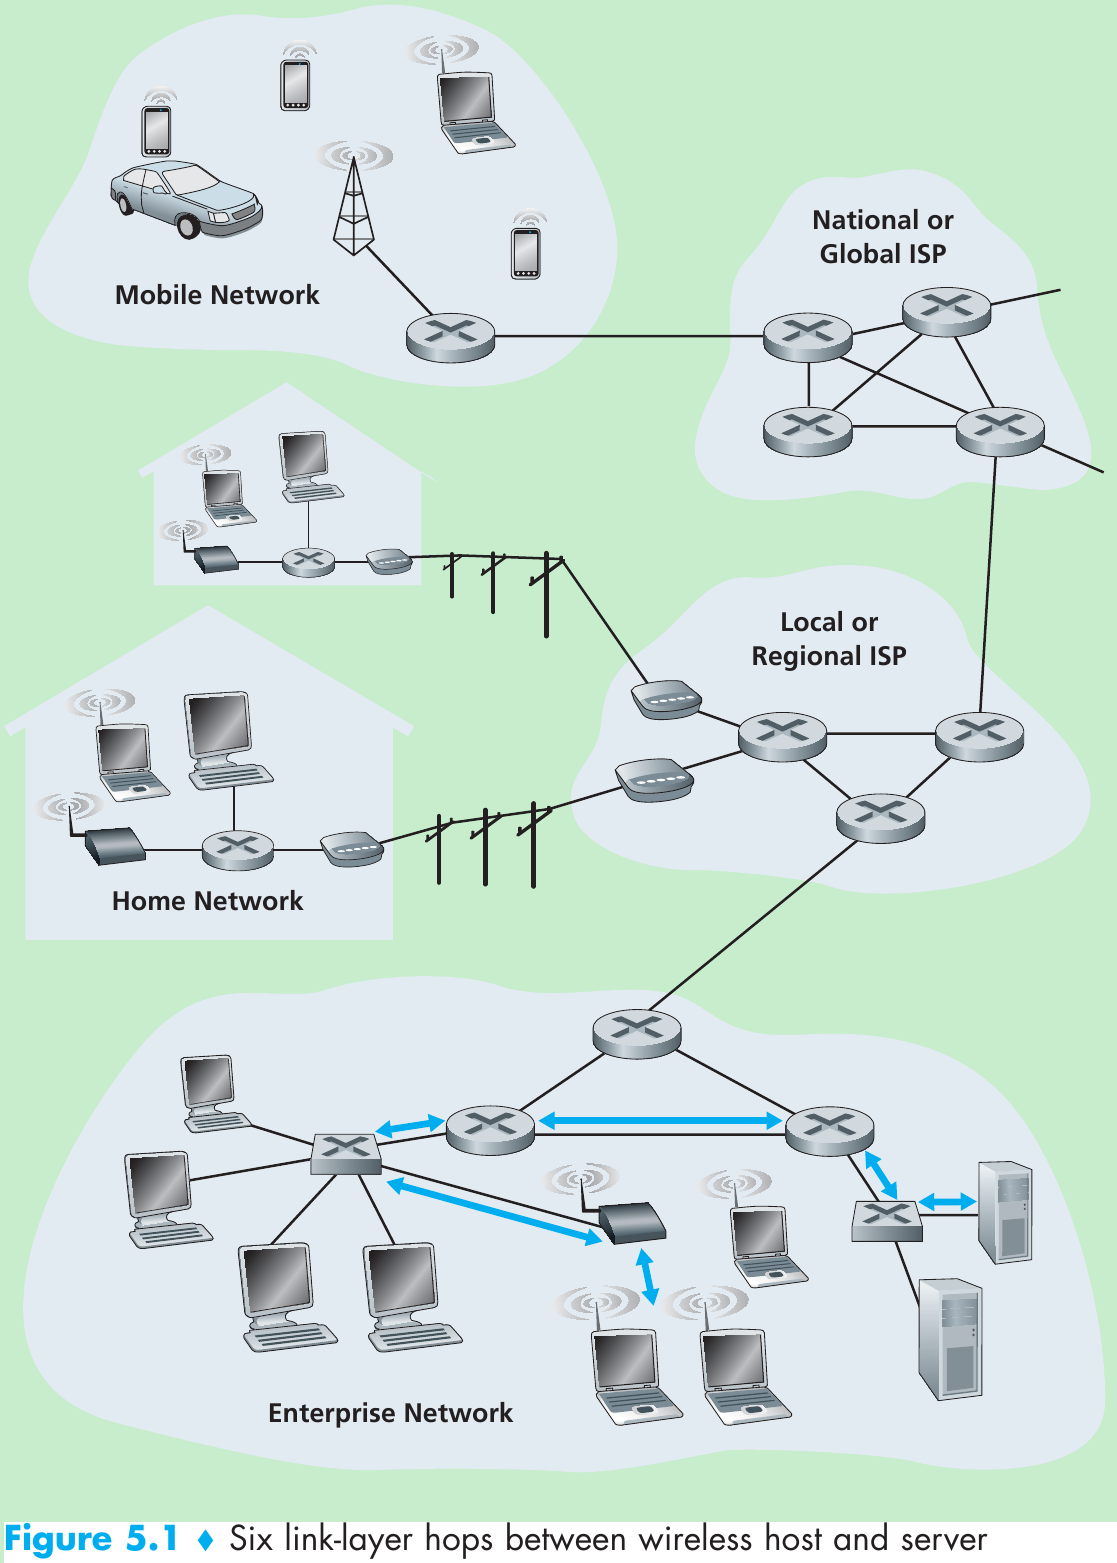 National or
Global ISP
Mobile Network
Local or
Regional ISP
Home Network
Enterprise Network
Figure 5.1 ♦ Six link-layer hops between wireless host and server